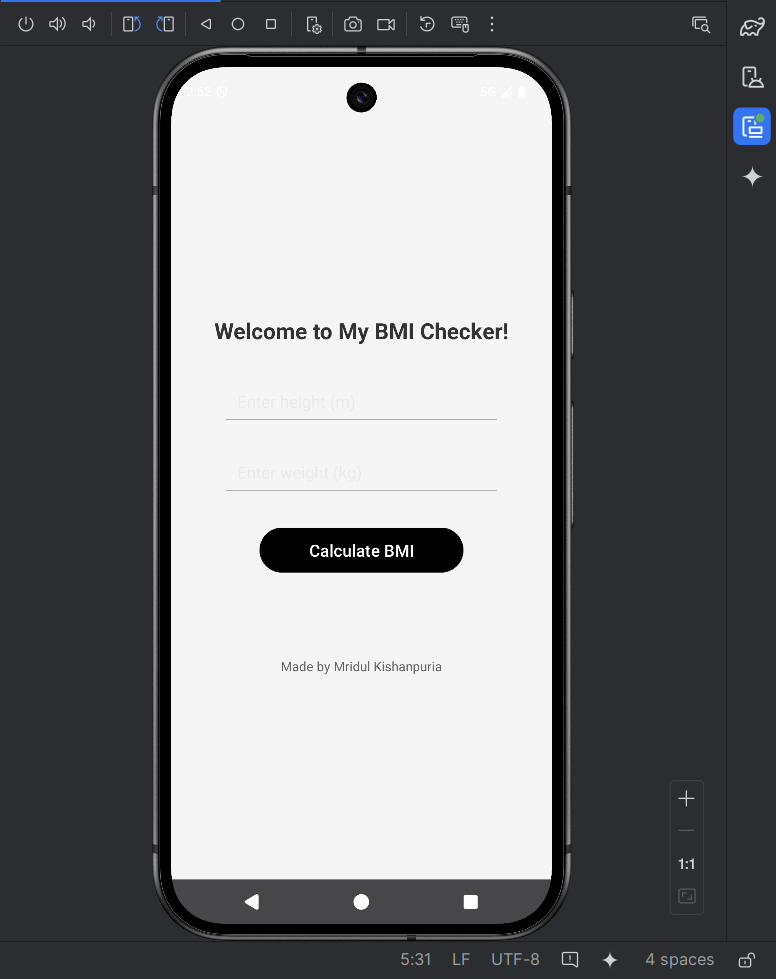 2:52
5G
Welcome to My BMI Checker!
Enter height (m)
Enter weight (kg)
Calculate BMI
Made by Mridul Kishanpuria
1:1
5:31 LF UTF-8 4 spaces